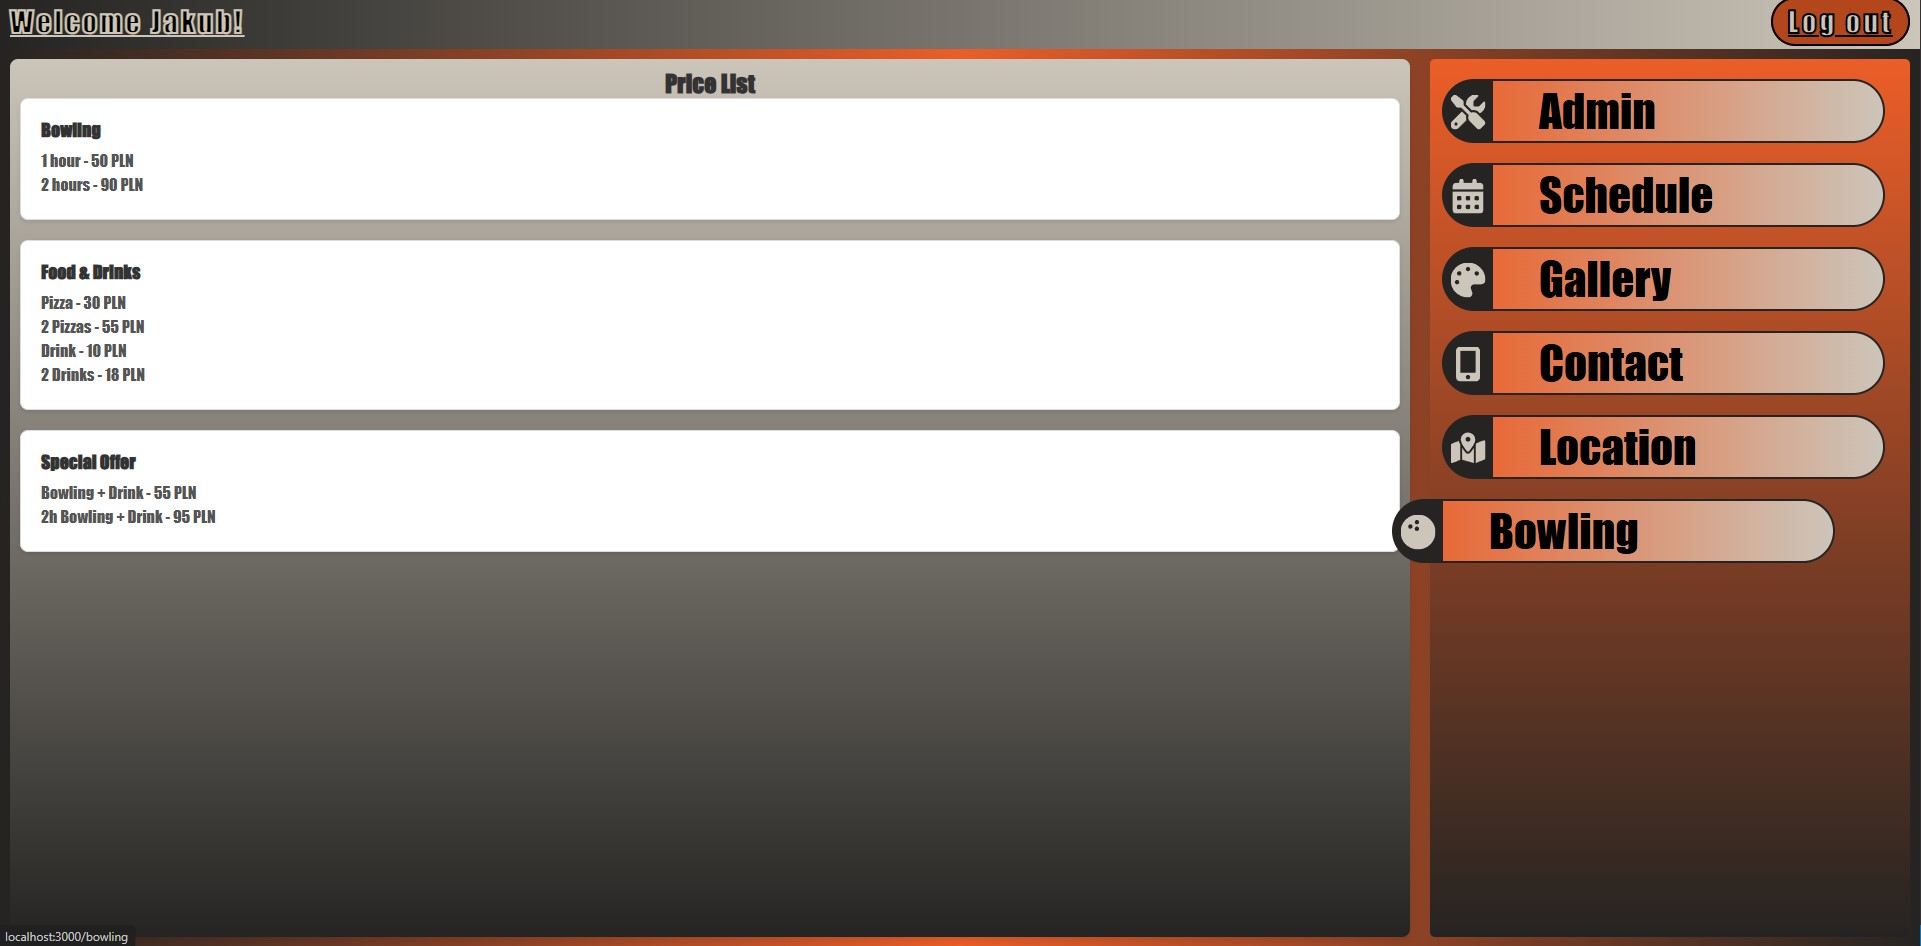 Welcome Jakub!
Log out
Price List
Bowling
1 hour - 50 PLN
2 hours - 90 PLN
Food & Drinks
Pizza - 30 PLN
2 Pizzas - 55 PLN
Drink - 10 PLN
2 Drinks - 18 PLN
Special Offer
Bowling + Drink - 55 PLN
2h Bowling + Drink - 95 PLN
Admin
Schedule
Gallery
Contact
Location
Bowling
localhost:3000/bowling